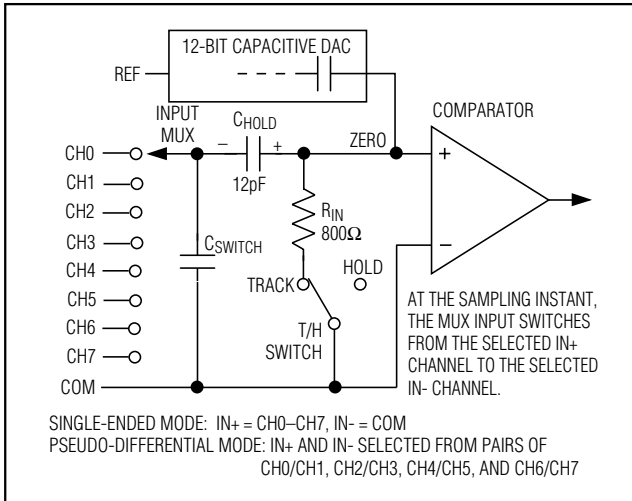 12-BIT CAPACITIVE DAC
REF
INPUT
MUX
CHOLD
– +
12pF
ZERO
COMPARATOR
+
–
CH0
CH1
CH2
CH3
CH4
CH5
CH6
CH7
COM
CSWITCH
RIN
800Ω
TRACK
HOLD
T/H
SWITCH
AT THE SAMPLING INSTANT,
THE MUX INPUT SWITCHES
FROM THE SELECTED IN+
CHANNEL TO THE SELECTED
IN- CHANNEL.
SINGLE-ENDED MODE: IN+ = CH0–CH7, IN- = COM
PSEUDO-DIFFERENTIAL MODE: IN+ AND IN- SELECTED FROM PAIRS OF
CH0/CH1, CH2/CH3, CH4/CH5, AND CH6/CH7